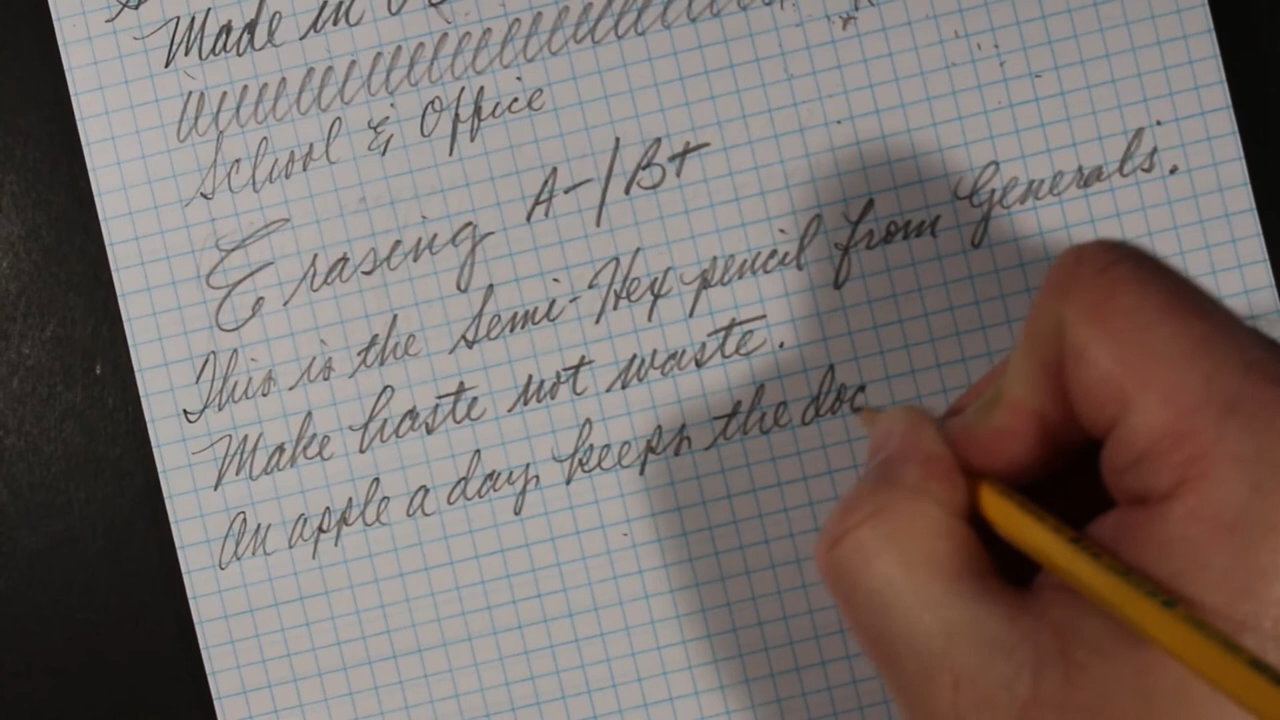 Made in
School & Office
Erasing A-/B+
This is the Semi-Hex pencil from Generals.
Make haste not waste.
An apple a day keeps the doc